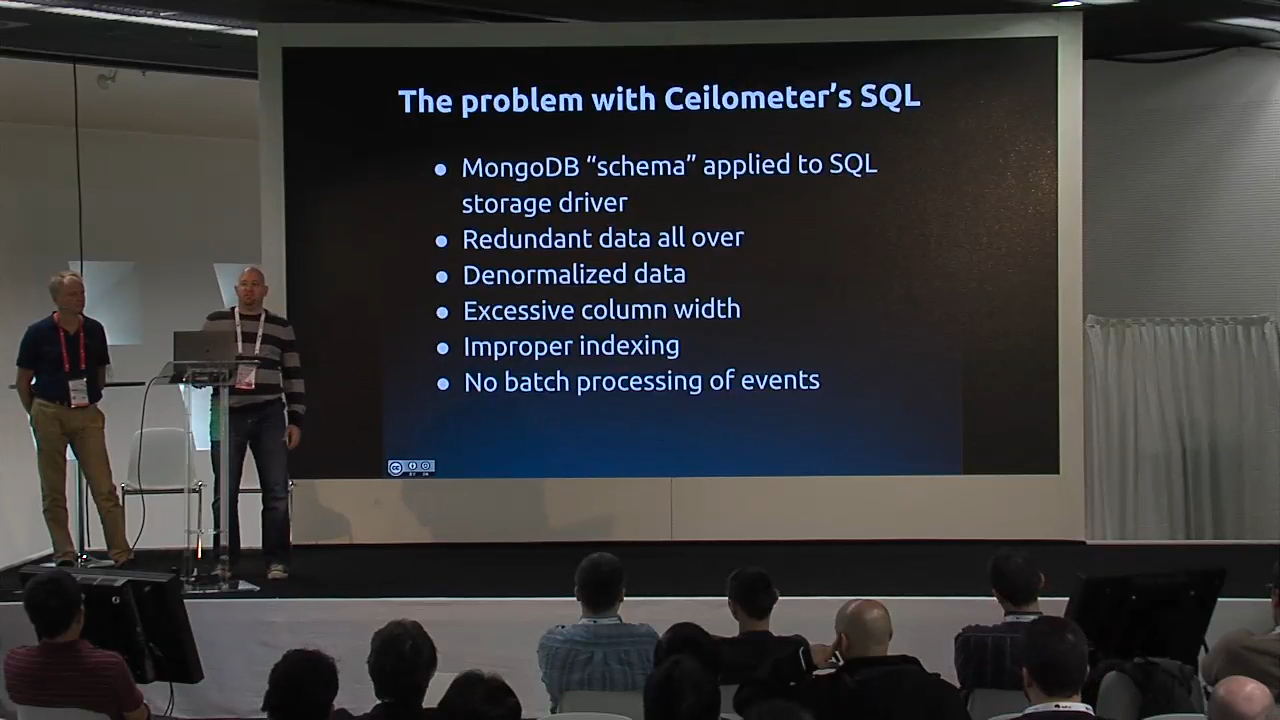 The problem with Ceilometer’s SQL
● MongoDB “schema” applied to SQL
storage driver
● Redundant data all over
● Denormalized data
● Excessive column width
● Improper indexing
● No batch processing of events